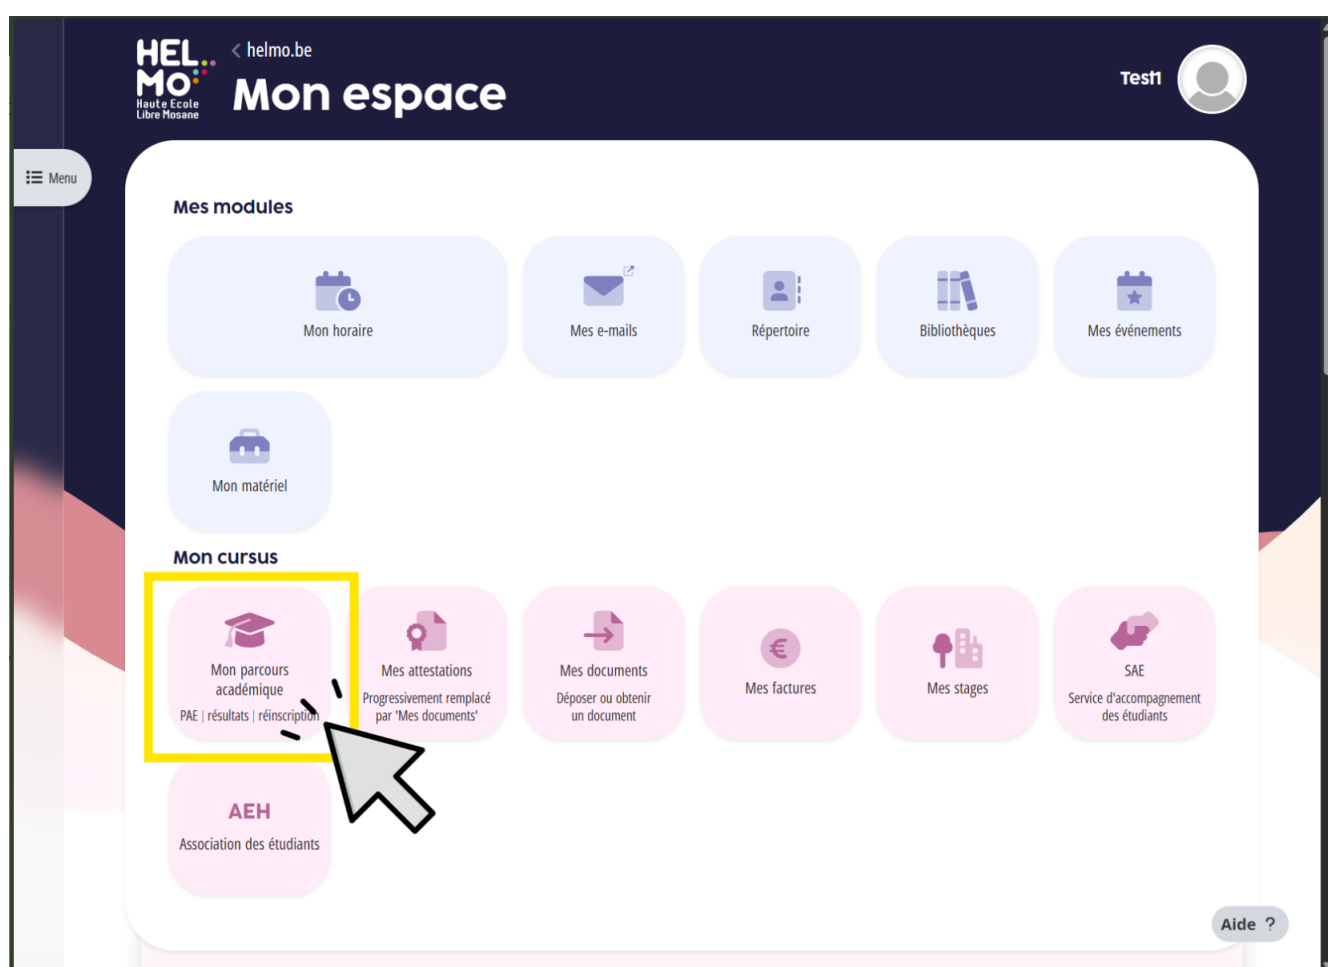 HEL
MO
Haute Ecole
Libre Mosane
< helmo.be
Mon espace
Test1
Menu
Mes modules
Mon horaire
Mes e-mails
Répertoire
Bibliothèques
Mes événements
Mon matériel
Mon cursus
Mon parcours
académique
PAE | résultats | réinscription
Mes attestations
Progressivement remplacé
par 'Mes documents'
Mes documents
Déposer ou obtenir
un document
€
Mes factures
Mes stages
SAE
Service d'accompagnement
des étudiants
AEH
Association des étudiants
Aide ?